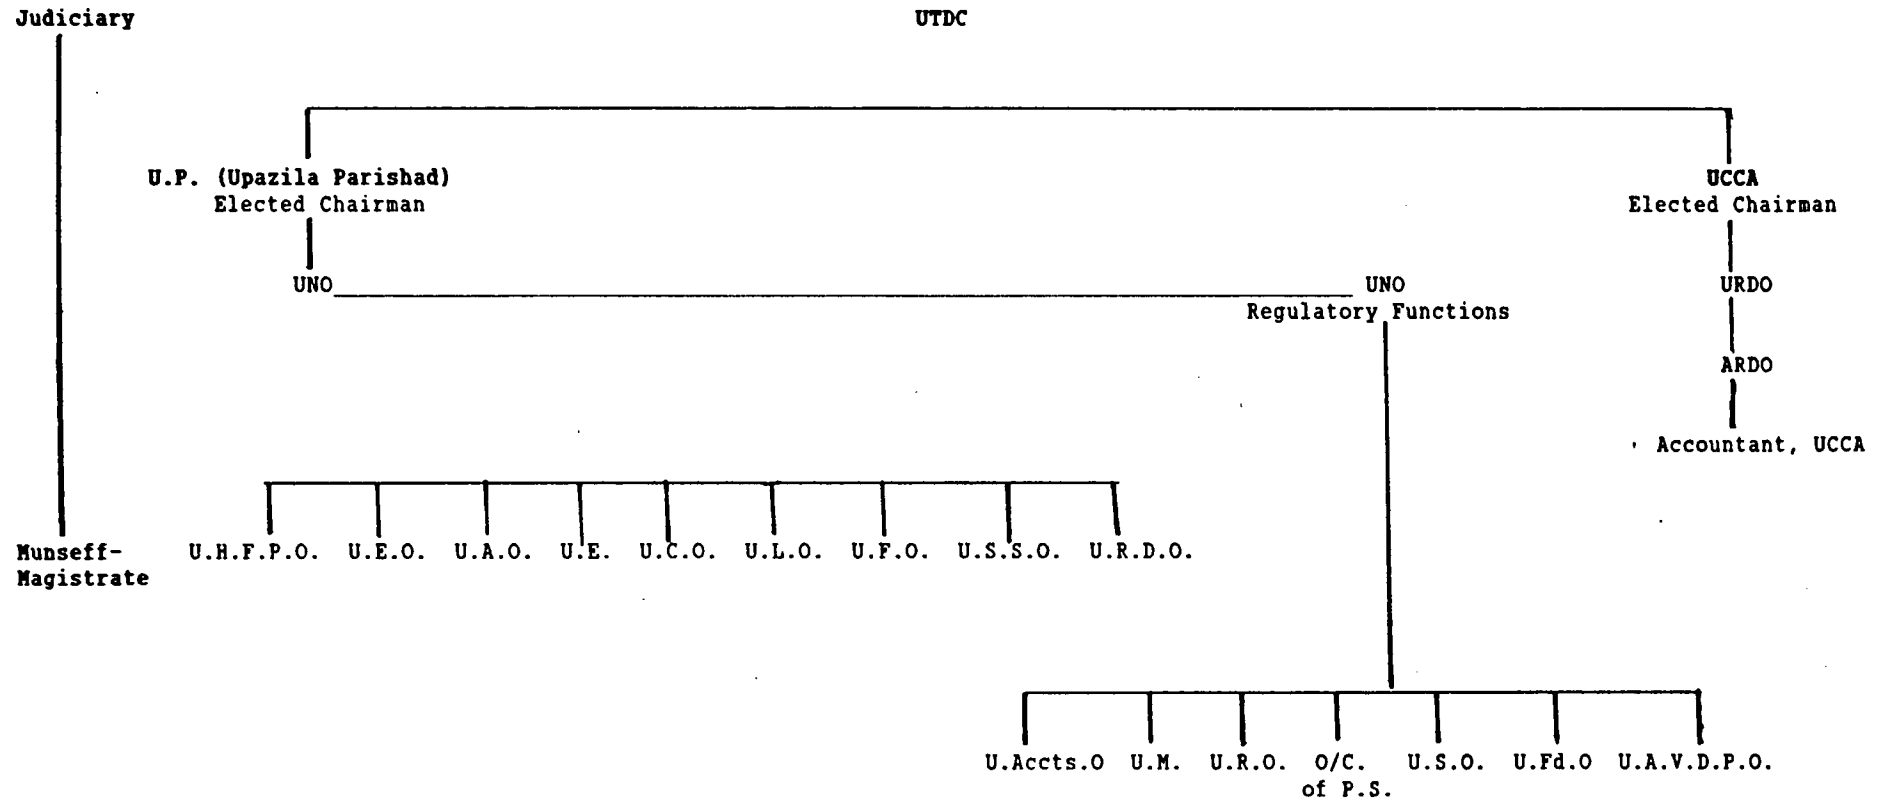 Judiciary
UTDC
U.P. (Upazila Parishad)
Elected Chairman
UCCA
Elected Chairman
UNO
UNO
Regulatory Functions
URDO
ARDO
Accountant, UCCA
Munseff-
Magistrate
U.H.F.P.O.
U.E.O.
U.A.O.
U.E.
U.C.O.
U.L.O.
U.F.O.
U.S.S.O.
U.R.D.O.
U.Accts.O
U.M.
U.R.O.
O/C.
of P.S.
U.S.O.
U.Fd.O
U.A.V.D.P.O.